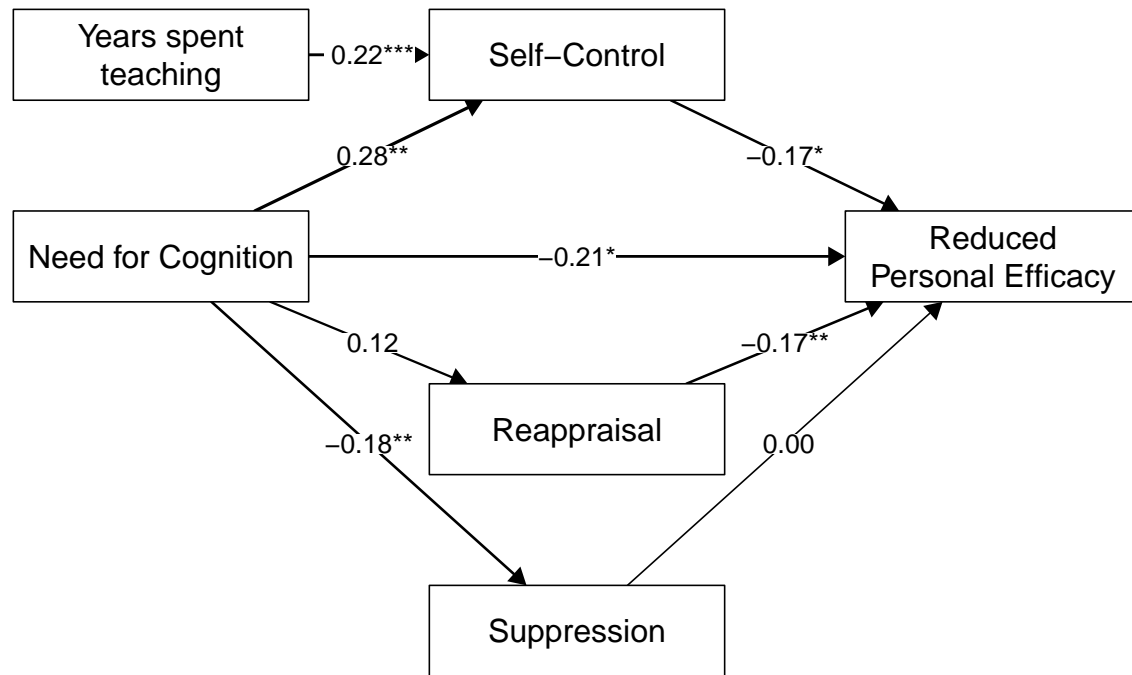 Years spent
teaching
0.22***
Self−Control
0.28**
−0.17*
Need for Cognition
−0.21*
Reduced
Personal Efficacy
0.12
−0.17**
Reappraisal
−0.18**
0.00
Suppression